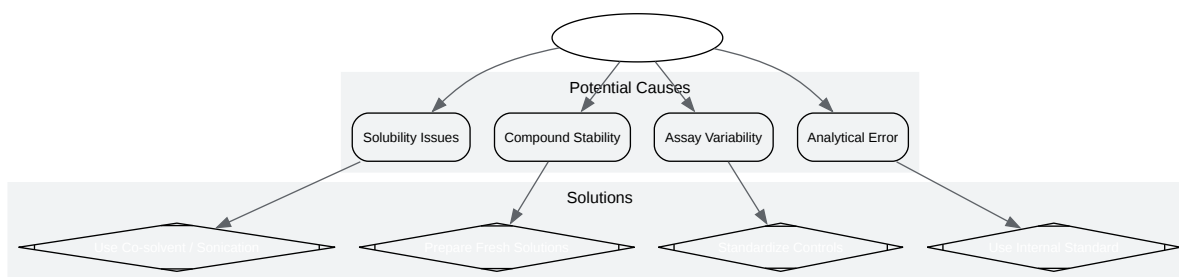 Potential Causes
Solubility Issues
Compound Stability
Assay Variability
Analytical Error
Solutions
Use Co-solvent / Sonication
Prepare Fresh Solutions
Standardize Controls
Use Internal Standard